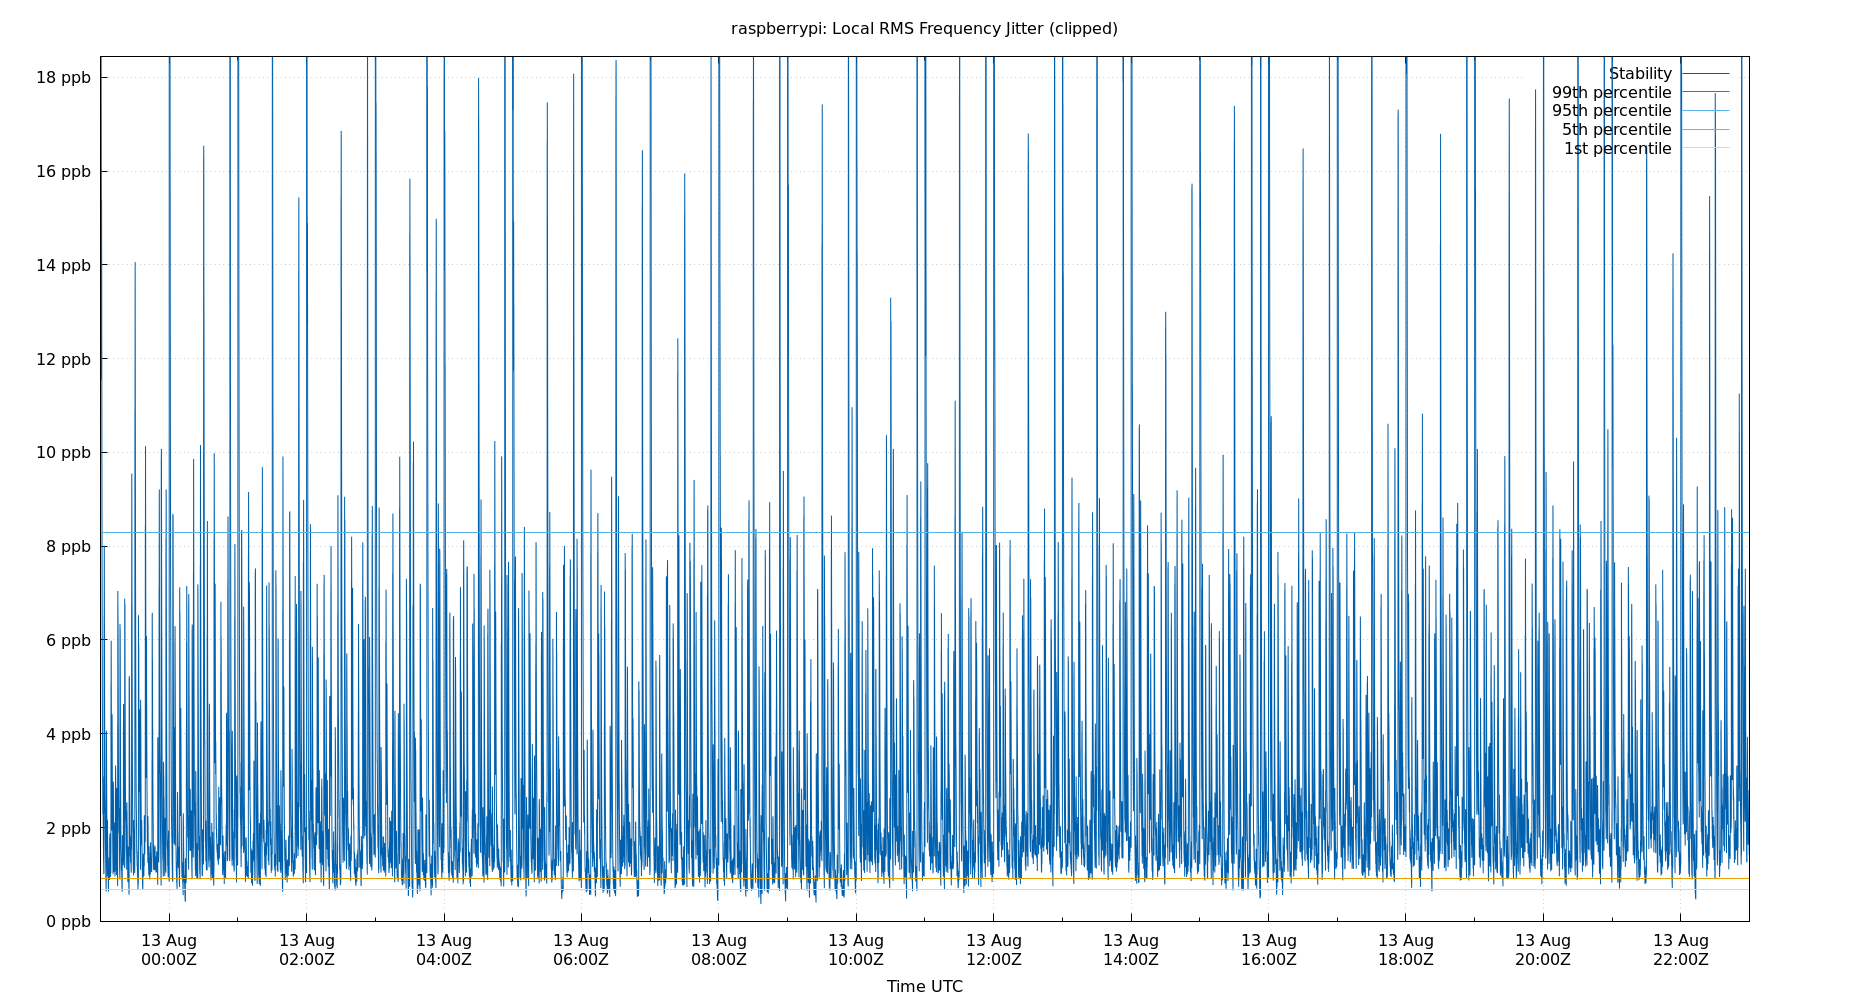 raspberrypi: Local RMS Frequency Jitter (clipped)
18 ppb
16 ppb
14 ppb
12 ppb
10 ppb
8 ppb
6 ppb
4 ppb
2 ppb
0 ppb
Stability
99th percentile
95th percentile
5th percentile
1st percentile
13 Aug 13 Aug 13 Aug 13 Aug 13 Aug 13 Aug 13 Aug 13 Aug 13 Aug 13 Aug 13 Aug 13 Aug
00:00Z 02:00Z 04:00Z 06:00Z 08:00Z 10:00Z 12:00Z 14:00Z 16:00Z 18:00Z 20:00Z 22:00Z
Time UTC